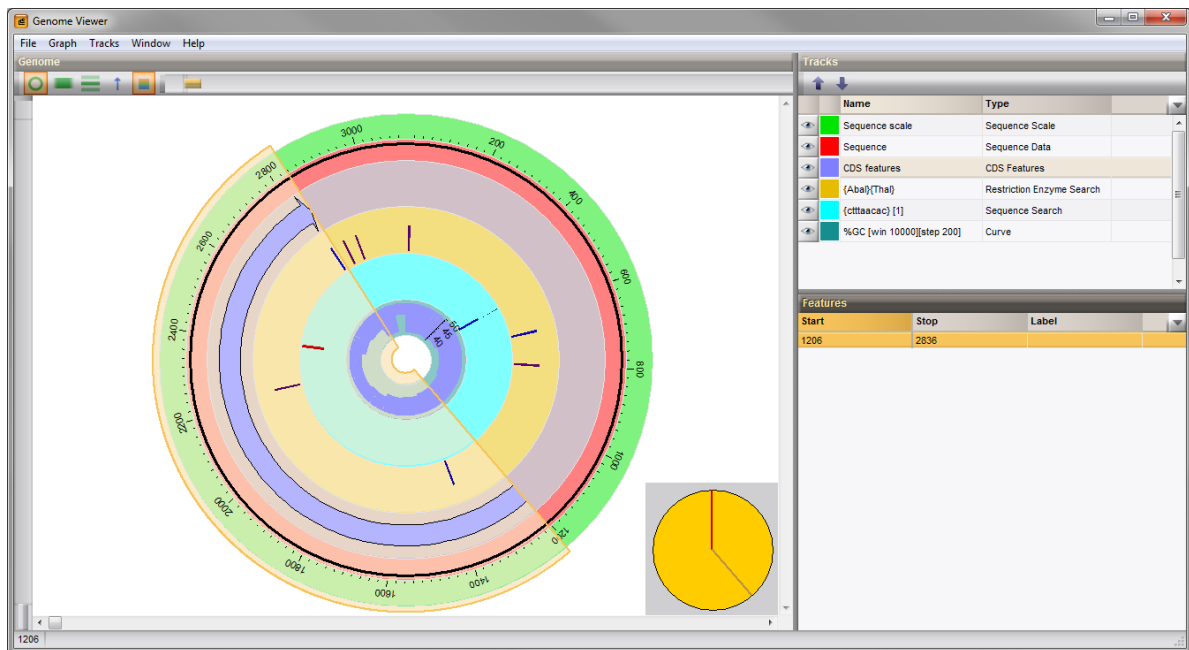 Genome Viewer
File Graph Tracks Window Help
Genome
Tracks
Name Type
Sequence scale Sequence Scale
Sequence Sequence Data
CDS features CDS Features
{AbaI}{ThaI} Restriction Enzyme Search
{ctttaacac} [1] Sequence Search
%GC [win 10000][step 200] Curve
Features
Start Stop Label
1206 2836
3000
200
400
600
800
1000
1200
1400
1600
1800
2000
2200
2400
2600
2800
50
45
40
1206